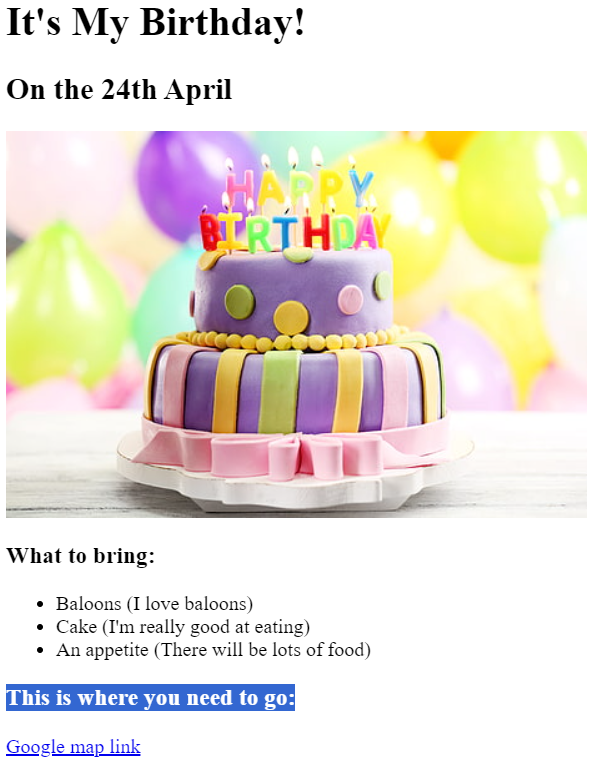 It's My Birthday!
On the 24th April
HAPPY
BIRTHDAY
What to bring:
Baloons (I love baloons)
Cake (I'm really good at eating)
An appetite (There will be lots of food)
This is where you need to go:
Google map link